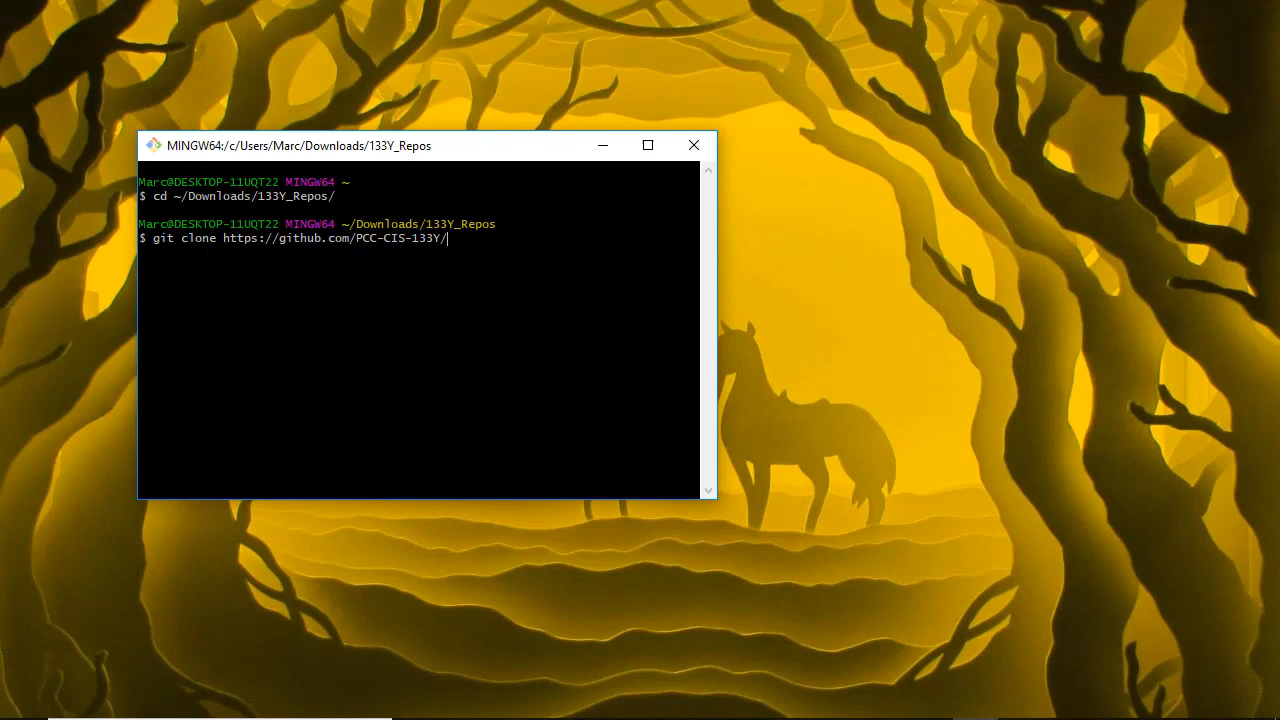 MINGW64:/c/Users/Marc/Downloads/133Y_Repos
Marc@DESKTOP-11UQT22 MINGW64 ~
$ cd ~/Downloads/133Y_Repos/
Marc@DESKTOP-11UQT22 MINGW64 ~/Downloads/133Y_Repos
$ git clone https://github.com/PCC-CIS-133Y/